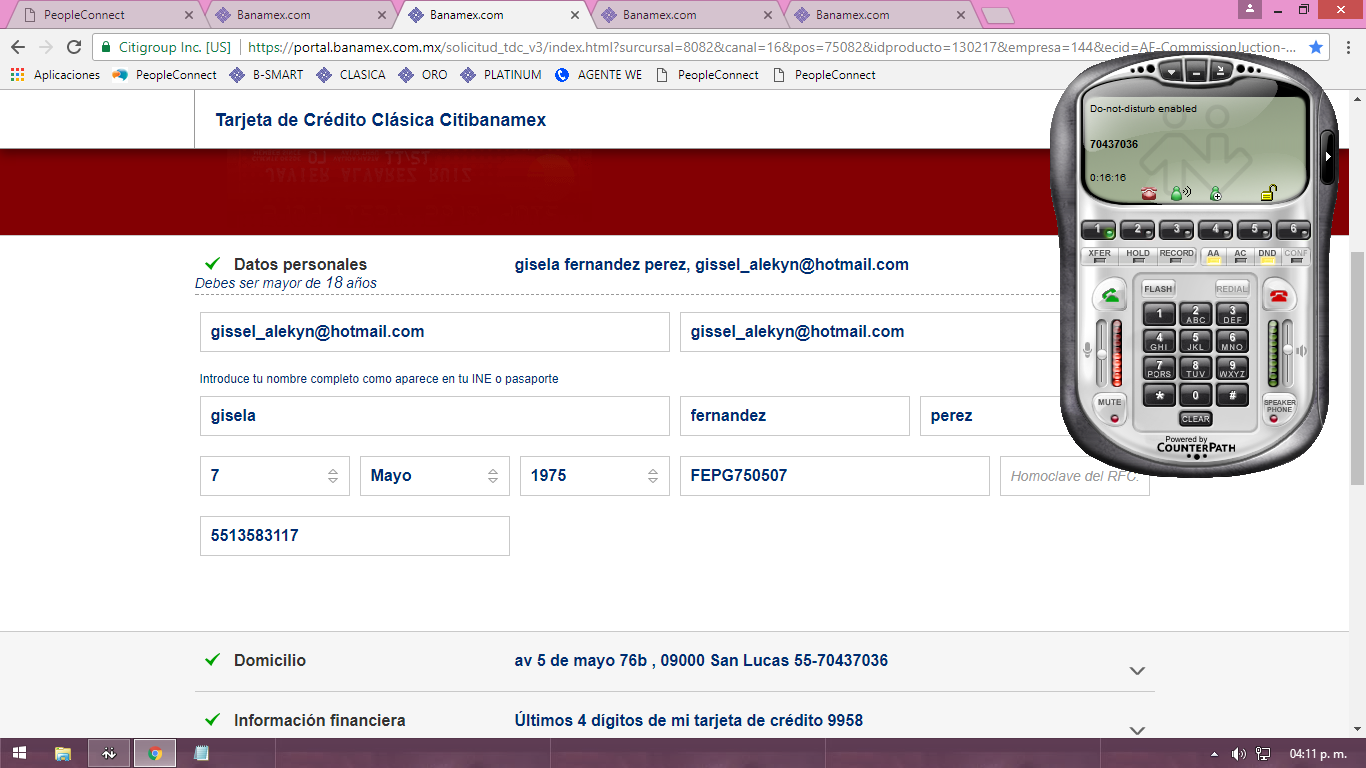 PeopleConnect Banamex.com Banamex.com Banamex.com Banamex.com
Citigroup Inc. [US] https://portal.banamex.com.mx/solicitud_tdc_v3/index.html?sursursal=8082&canal=16&pos=75082&idproducto=130217&empresa=144&ecid=AF-CommissionJuction-...
Aplicaciones PeopleConnect B-SMART CLASICA ORO PLATINUM AGENTE WE PeopleConnect PeopleConnect
Tarjeta de Crédito Clásica Citibanamex
07 11/21
JAVIER ALVAREZ RUIZ
Datos personales gisela fernandez perez, gissel_alekyn@hotmail.com
Debes ser mayor de 18 años
gissel_alekyn@hotmail.com gissel_alekyn@hotmail.com
Introduce tu nombre completo como aparece en tu INE o pasaporte
gisela fernandez perez
7 Mayo 1975 FEPG750507 Homoclave del RFC.
5513583117
Domicilio av 5 de mayo 76b , 09000 San Lucas 55-70437036
Información financiera Últimos 4 dígitos de mi tarjeta de crédito 9958
Do-not-disturb enabled
70437036
0:16:16
1 2 3 4 5 6
XFER HOLD RECORD AA AC DND CONF
FLASH REDIAL
1 2 ABC 3 DEF
4 GHI 5 JKL 6 MNO
7 PQRS 8 TUV 9 WXYZ
* 0 #
MUTE CLEAR SPEAKER PHONE
Powered by
COUNTERPATH
04:11 p. m.